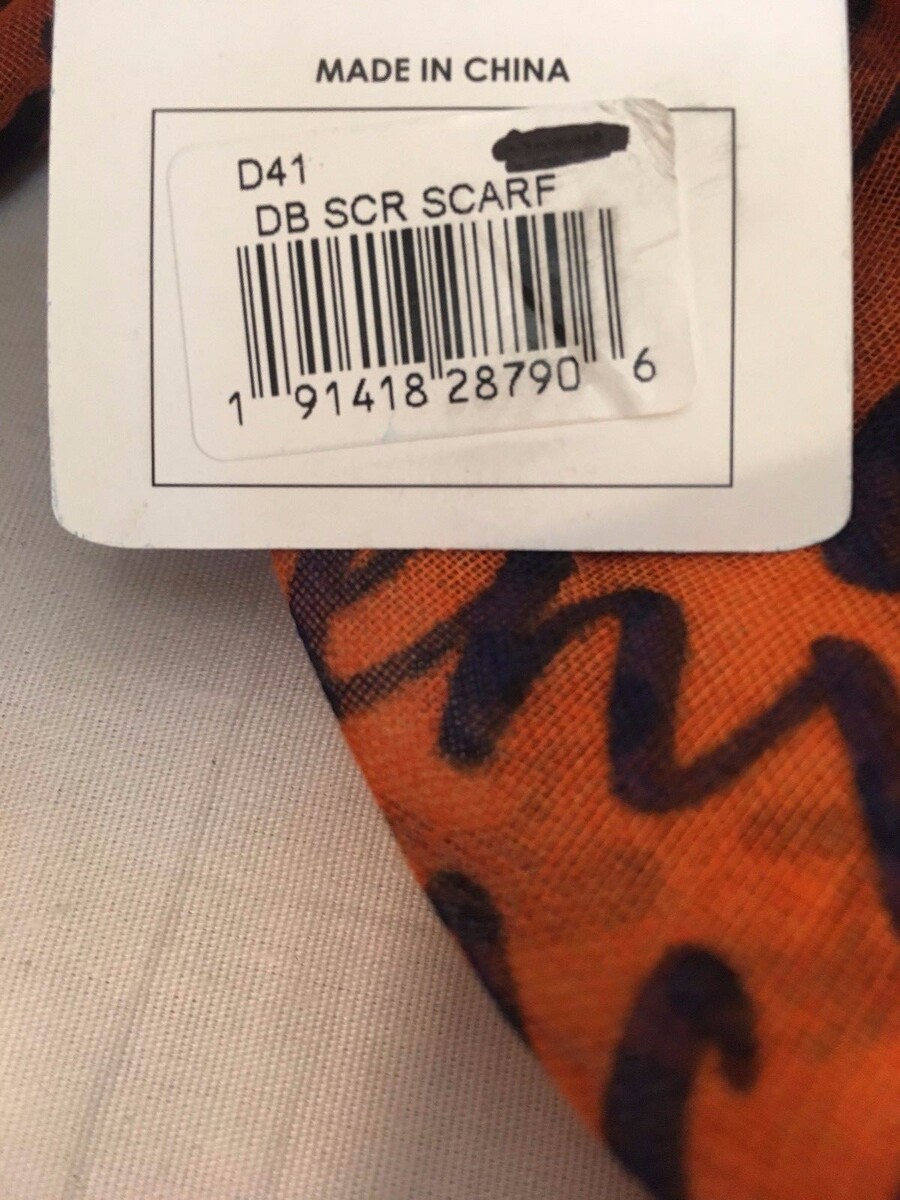 MADE IN CHINA
D41
DB SCR SCARF
1 91418 28790 6